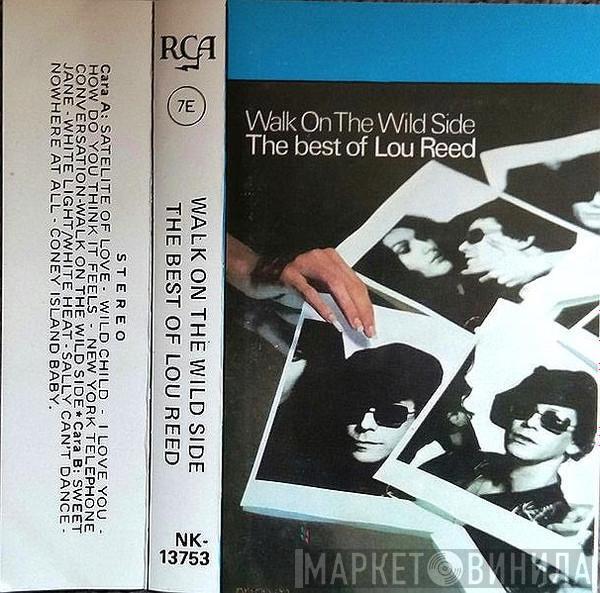 STEREO
Cara A: SATELITE OF LOVE - WILD CHILD - I LOVE YOU -
HOW DO YOU THINK IT FEELS - NEW YORK TELEPHONE
CONVERSATION-WALK ON THE WILD SIDE * Cara B: SWEET
JANE -WHITE LIGHT/WHITE HEAT -SALLY CAN'T DANCE -
NOWHERE AT ALL - CONEY ISLAND BABY.
RCA
7E
WALK ON THE WILD SIDE
THE BEST OF LOU REED
NK-
13753
Walk On The Wild Side
The best of Lou Reed
МАРКЕТ ВИНИЛА